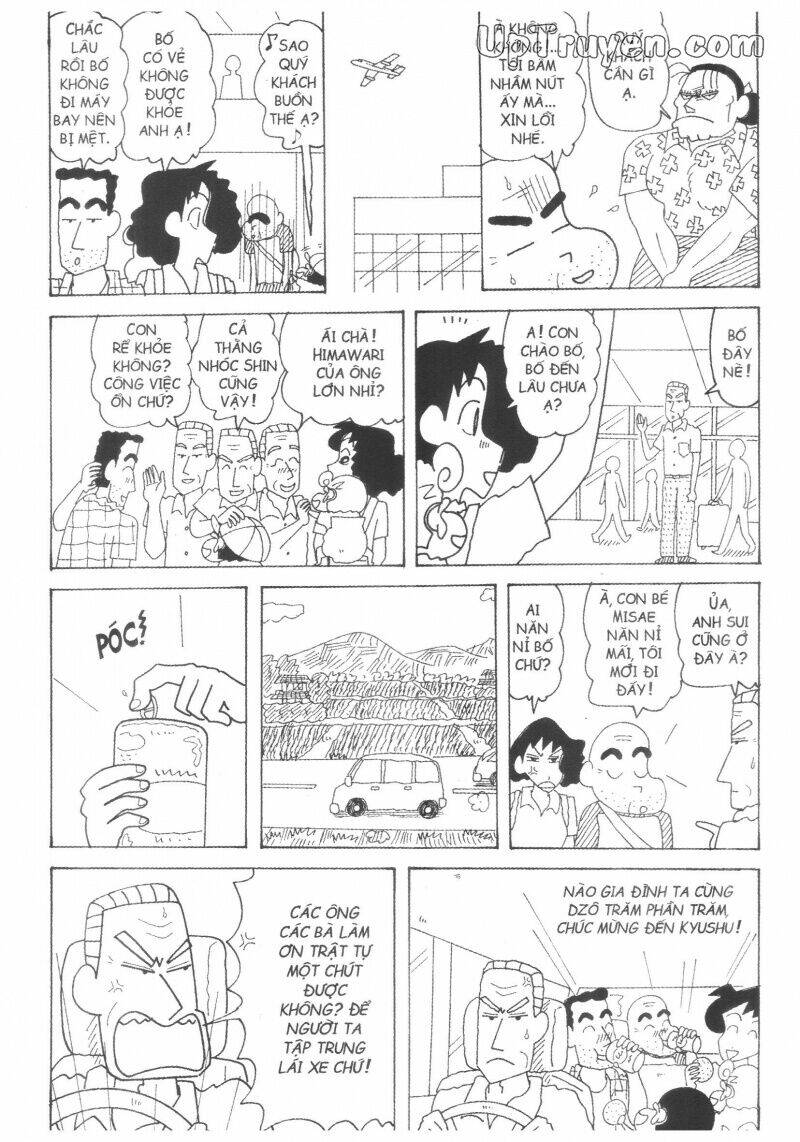 QUÝ
KHÁCH
CẦN GÌ
Ạ.
À KHÔNG
KHÔNG!...
TÔI BẤM
NHẦM NÚT
ẤY MÀ...
XIN LỖI
NHÉ.
♪ SAO
QUÝ
KHÁCH
BUỒN
THẾ Ạ?
♪
BỐ
CÓ VẺ
KHÔNG
ĐƯỢC
KHỎE
ANH Ạ!
CHẮC
LÂU
RỒI BỐ
KHÔNG
ĐI MÁY
BAY NÊN
BỊ MỆT.
BỐ
ĐÂY
NÈ!
A! CON
CHÀO BỐ,
BỐ ĐẾN
LÂU CHƯA
Ạ?
ÁI CHÀ!
HIMAWARI
CỦA ÔNG
LỚN NHỈ?
CẢ
THẰNG
NHÓC SHIN
CŨNG
VẬY!
CON
RỂ KHỎE
KHÔNG?
CÔNG VIỆC
ỔN CHỨ?
ỦA,
ANH SUI
CŨNG Ở
ĐÂY À?
À, CON BÉ
MISAE
NĂN NỈ
MÃI, TÔI
MỚI ĐI
ĐẤY!
AI
NĂN
NỈ BỐ
CHỨ?
PÓC!
NÀO GIA ĐÌNH TA CÙNG
DZÔ TRĂM PHẦN TRĂM,
CHÚC MỪNG ĐẾN KYUSHU!
CÁC ÔNG
CÁC BÀ LÀM
ƠN TRẬT TỰ
MỘT CHÚT
ĐƯỢC
KHÔNG? ĐỂ
NGƯỜI TA
TẬP TRUNG
LÁI XE CHỨ!